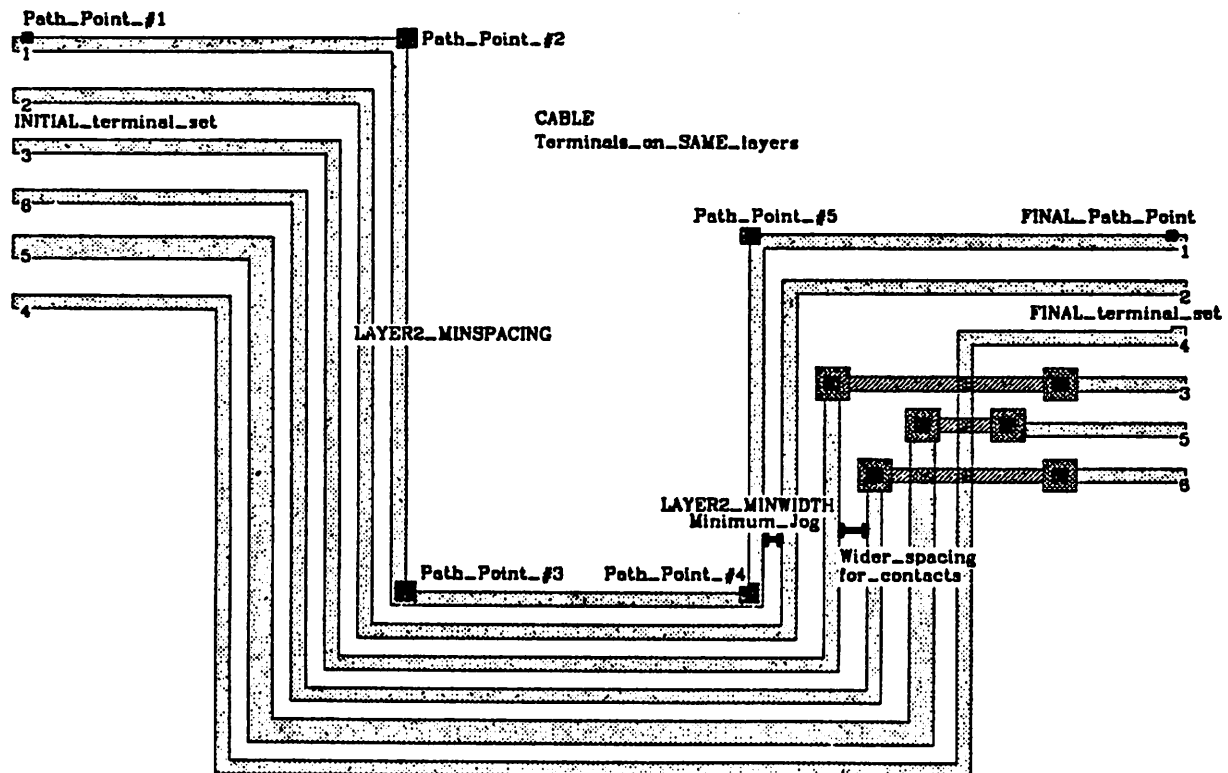 Path_Point_#1
Path_Point_#2
1
2
CABLE
Terminals_on_SAME_layers
INITIAL_terminal_set
3
6
5
4
Path_Point_#5
FINAL_Path_Point
1
2
FINAL_terminal_set
4
LAYER2_MINSPACING
3
5
6
LAYER2_MINWIDTH
Minimum_Jog
Wider_spacing
for_contacts
Path_Point_#3
Path_Point_#4